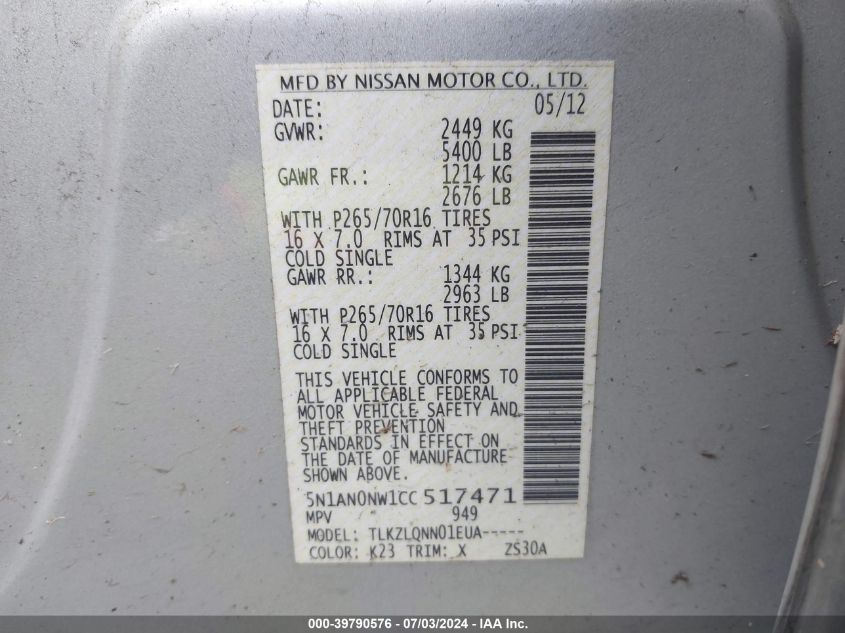 MFD BY NISSAN MOTOR CO., LTD.
DATE: 05/12
GVWR: 2449 KG
5400 LB
GAWR FR.: 1214 KG
2676 LB
WITH P265/70R16 TIRES
16 X 7.0 RIMS AT 35 PSI
COLD SINGLE
GAWR RR.: 1344 KG
2963 LB
WITH P265/70R16 TIRES
16 X 7.0 RIMS AT 35 PSI
COLD SINGLE
THIS VEHICLE CONFORMS TO
ALL APPLICABLE FEDERAL
MOTOR VEHICLE SAFETY AND
THEFT PREVENTION
STANDARDS IN EFFECT ON
THE DATE OF MANUFACTURE
SHOWN ABOVE.
5N1AN0NW1CC517471
MPV 949
MODEL: TLKZLQNN01EUA-----
COLOR: K23 TRIM: X ZS30A
000-39790576 - 07/03/2024 - IAA Inc.